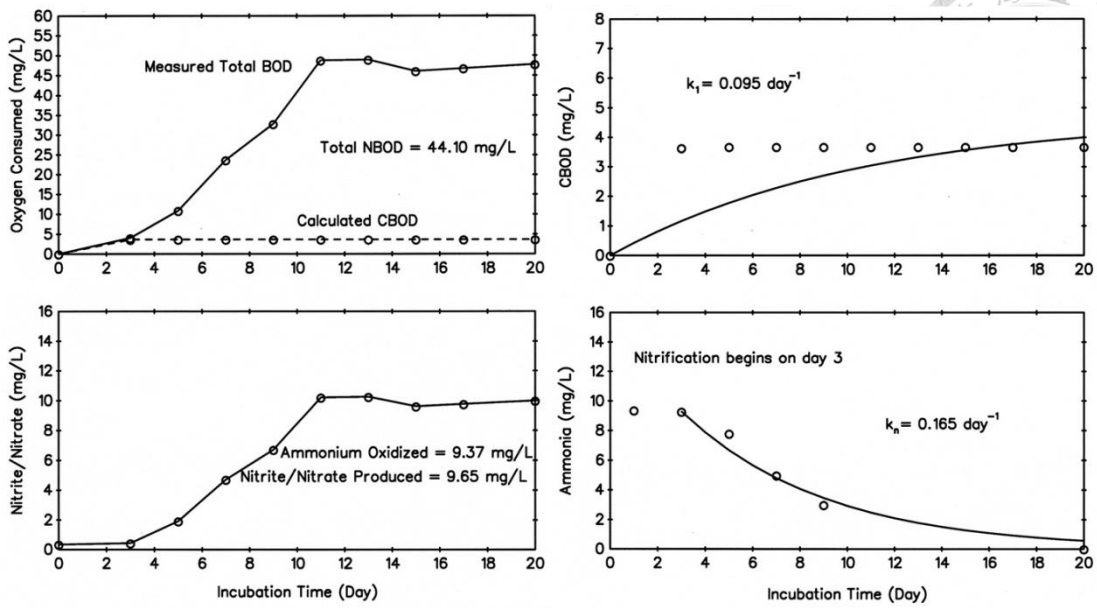 60
55
50
45
40
35
30
25
20
15
10
5
0
Oxygen Consumed (mg/L)
Measured Total BOD
Total NBOD = 44.10 mg/L
Calculated CBOD
0 2 4 6 8 10 12 14 16 18 20
8
7
6
5
4
3
2
1
0
CBOD (mg/L)
k₁= 0.095 day⁻¹
0 2 4 6 8 10 12 14 16 18 20
16
14
12
10
8
6
4
2
0
Nitrite/Nitrate (mg/L)
Ammonium Oxidized = 9.37 mg/L
Nitrite/Nitrate Produced = 9.65 mg/L
0 2 4 6 8 10 12 14 16 18 20
Incubation Time (Day)
16
14
12
10
8
6
4
2
0
Ammonia (mg/L)
Nitrification begins on day 3
kₙ= 0.165 day⁻¹
0 2 4 6 8 10 12 14 16 18 20
Incubation Time (Day)